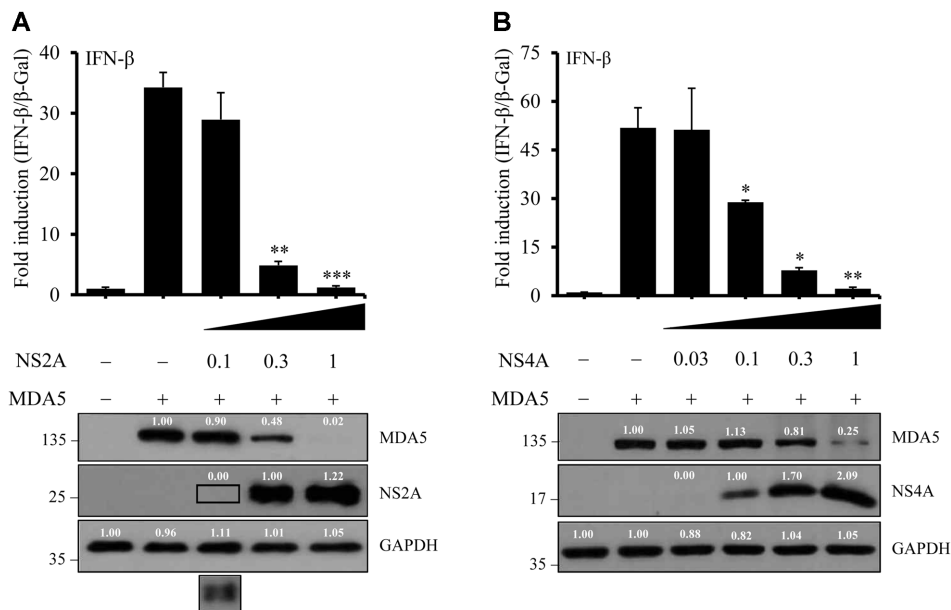 A
Fold induction (IFN-β/β-Gal)
IFN-β
40
30
20
10
0
**
***
NS2A – – 0.1 0.3 1
MDA5 – + + + +
135 1.00 0.90 0.48 0.02 MDA5
25 0.00 1.00 1.22 NS2A
35 1.00 0.96 1.11 1.01 1.05 GAPDH
B
Fold induction (IFN-β/β-Gal)
IFN-β
75
60
45
30
15
0
*
*
**
NS4A – – 0.03 0.1 0.3 1
MDA5 – + + + + +
135 1.00 1.05 1.13 0.81 0.25 MDA5
17 0.00 1.00 1.70 2.09 NS4A
35 1.00 1.00 0.88 0.82 1.04 1.05 GAPDH